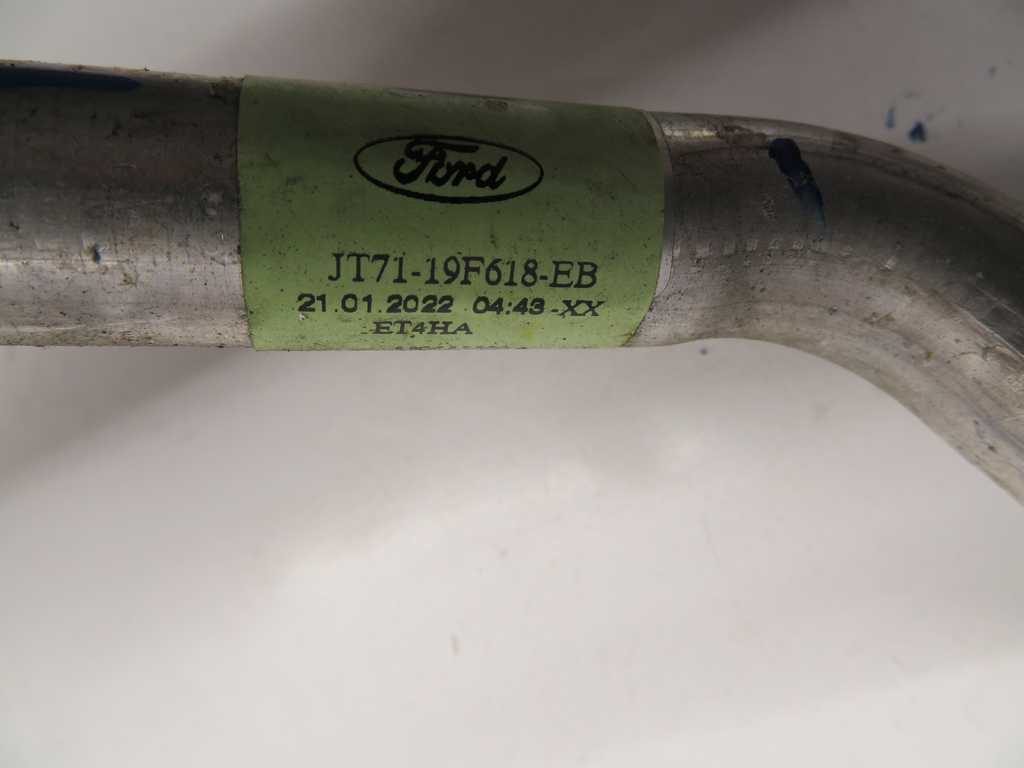 Ford
JT71-19F618-EB
21.01.2022 04:43-XX
ET4HA